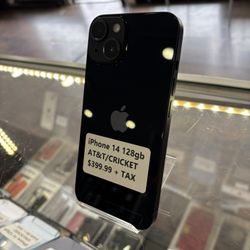 iPhone 14 128gb
AT&T/CRICKET
$399.99 + TAX